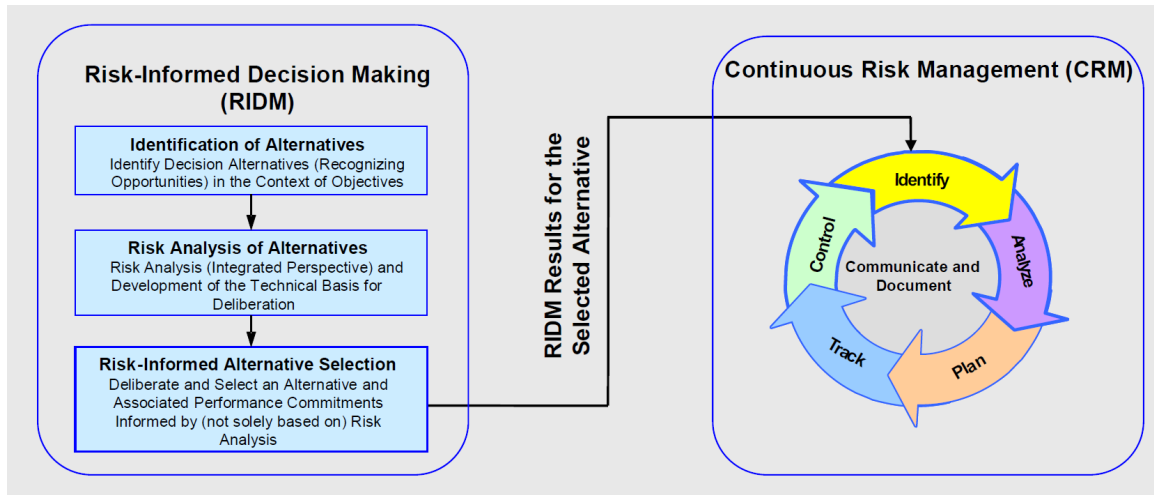 Risk-Informed Decision Making
(RIDM)
Identification of Alternatives
Identify Decision Alternatives (Recognizing
Opportunities) in the Context of Objectives
Risk Analysis of Alternatives
Risk Analysis (Integrated Perspective) and
Development of the Technical Basis for
Deliberation
Risk-Informed Alternative Selection
Deliberate and Select an Alternative and
Associated Performance Commitments
Informed by (not solely based on) Risk
Analysis
RIDM Results for the
Selected Alternative
Continuous Risk Management (CRM)
Identify
Analyze
Plan
Track
Control
Communicate and
Document